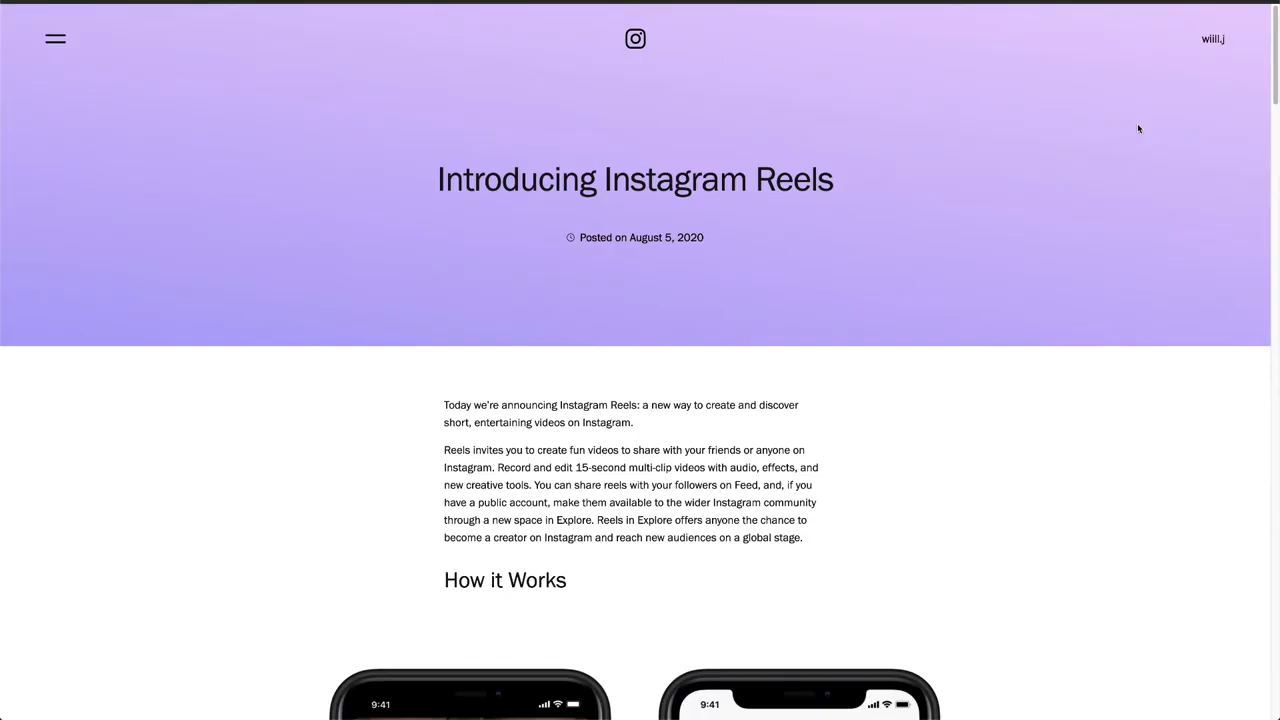 wiill.j
Introducing Instagram Reels
Posted on August 5, 2020
Today we're announcing Instagram Reels: a new way to create and discover
short, entertaining videos on Instagram.
Reels invites you to create fun videos to share with your friends or anyone on
Instagram. Record and edit 15-second multi-clip videos with audio, effects, and
new creative tools. You can share reels with your followers on Feed, and, if you
have a public account, make them available to the wider Instagram community
through a new space in Explore. Reels in Explore offers anyone the chance to
become a creator on Instagram and reach new audiences on a global stage.
How it Works
9:41
9:41